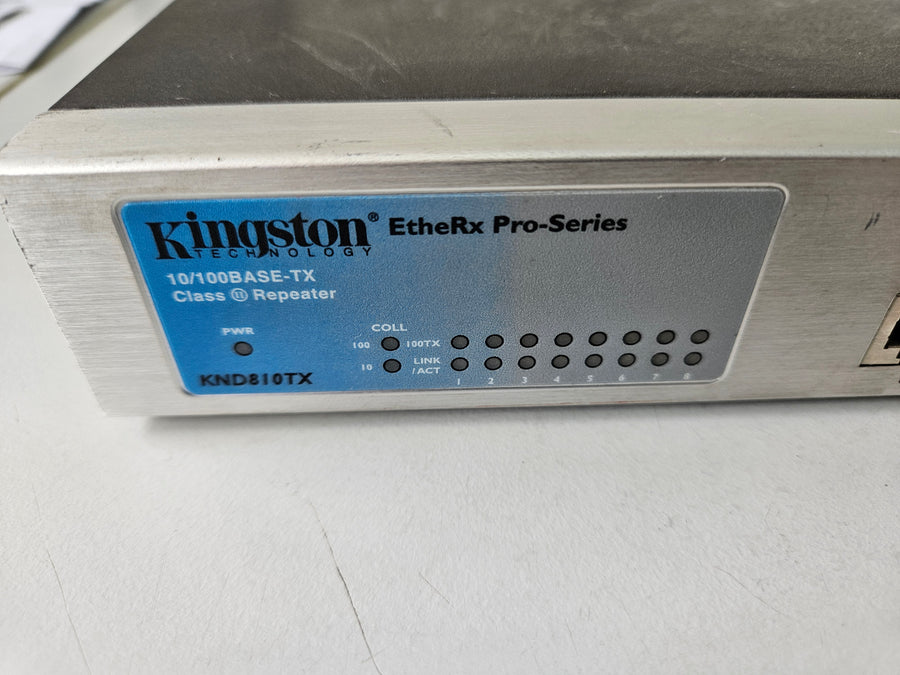 Kingston® EtheRx Pro-Series
TECHNOLOGY
10/100BASE-TX
Class II Repeater
PWR
COLL
100 100TX
10 LINK
/ACT
1 2 3 4 5 6 7 8
KND810TX